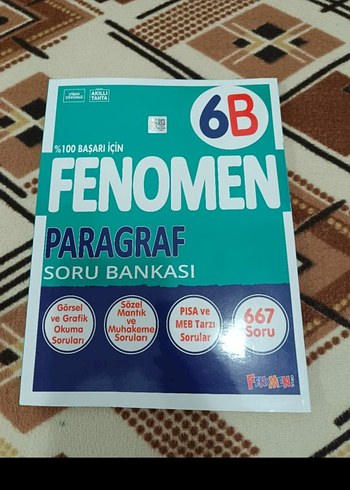 AKILLI
TAHTA
6B
%100 BAŞARI İÇİN
FENOMEN
PARAGRAF
SORU BANKASI
Görsel
ve Grafik
Okuma
Soruları
Sözel
Mantık
ve
Muhakeme
Soruları
PISA ve
MEB Tarzı
Sorular
667
Soru
FENOMEN